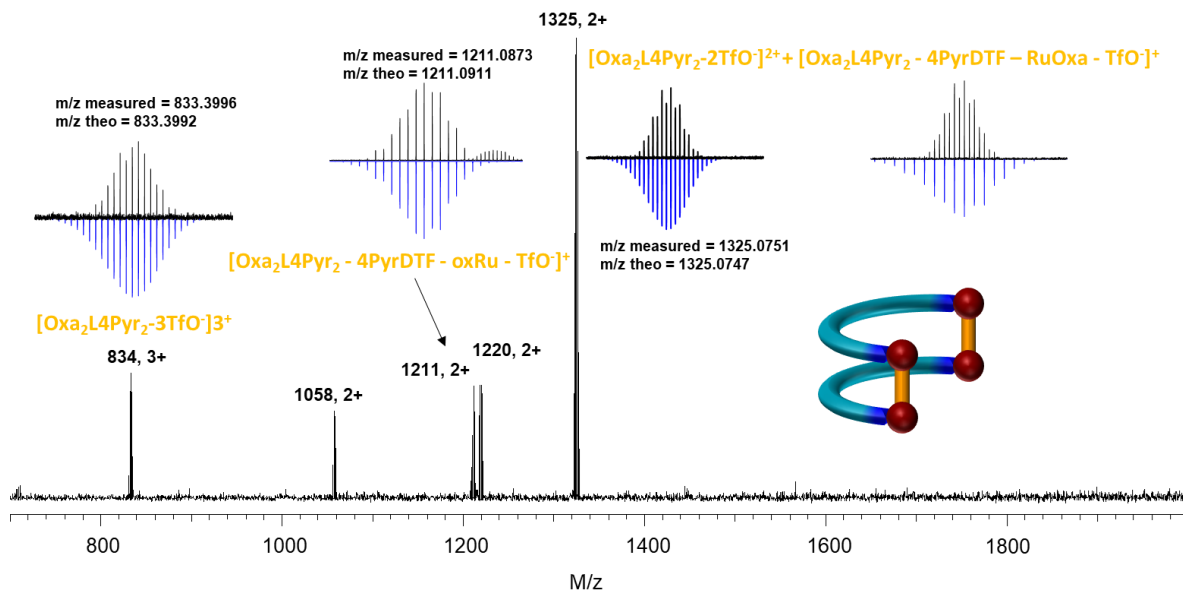 1325, 2+
m/z measured = 1211.0873
m/z theo = 1211.0911
[Oxa₂L4Pyr₂-2TfO⁻]²⁺ + [Oxa₂L4Pyr₂ - 4PyrDTF – RuOxa - TfO⁻]⁺
m/z measured = 833.3996
m/z theo = 833.3992
m/z measured = 1325.0751
m/z theo = 1325.0747
[Oxa₂L4Pyr₂ - 4PyrDTF - oxRu - TfO⁻]⁺
[Oxa₂L4Pyr₂-3TfO⁻]3⁺
834, 3+
1220, 2+
1211, 2+
1058, 2+
800 1000 1200 1400 1600 1800
M/z